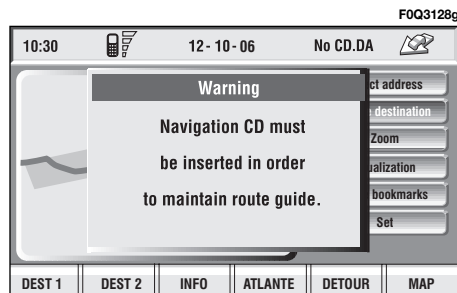 F0Q3128g
10:30 12 - 10 - 06 No CD.DA
Warning
Navigation CD must
be inserted in order
to maintain route guide.
ct address
destination
Zoom
ualization
bookmarks
Set
DEST 1 DEST 2 INFO ATLANTE DETOUR MAP